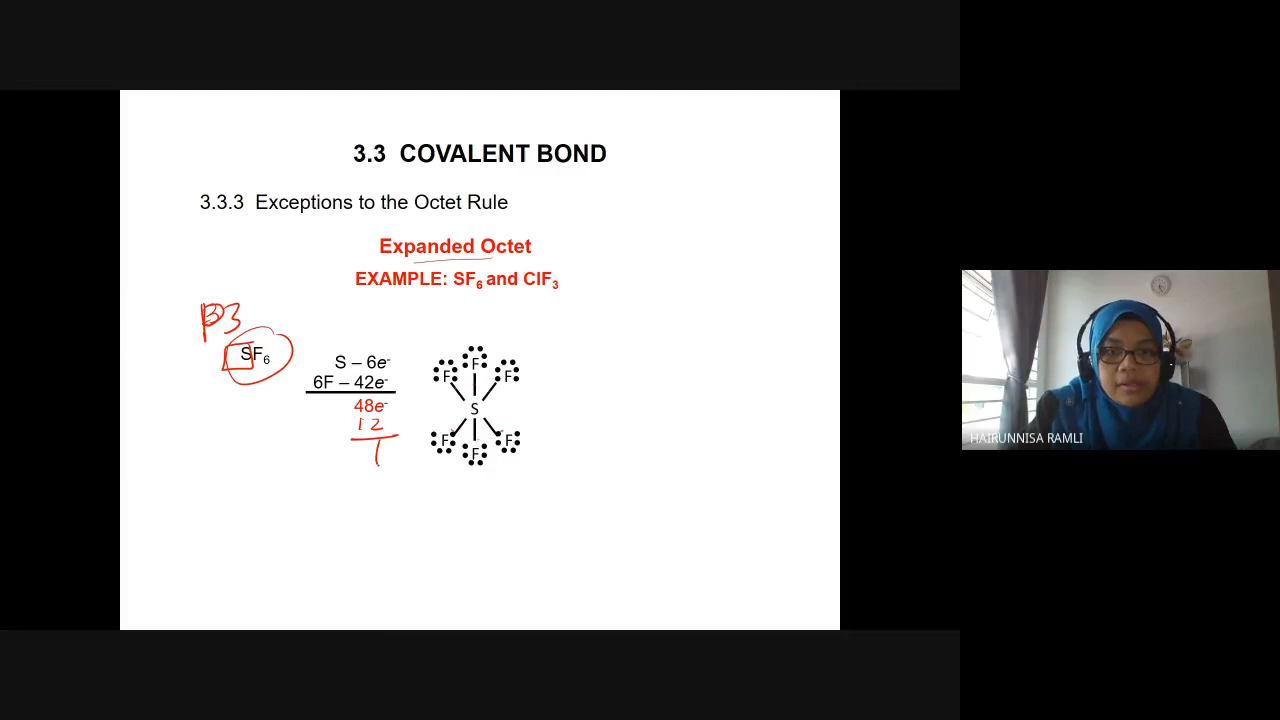 3.3 COVALENT BOND
3.3.3 Exceptions to the Octet Rule
Expanded Octet
EXAMPLE: SF₆ and ClF₃
P3
SF₆
S – 6e⁻
6F – 42e⁻
48e⁻
12
F
F F
S
F F
F
HAIRUNNISA RAMLI